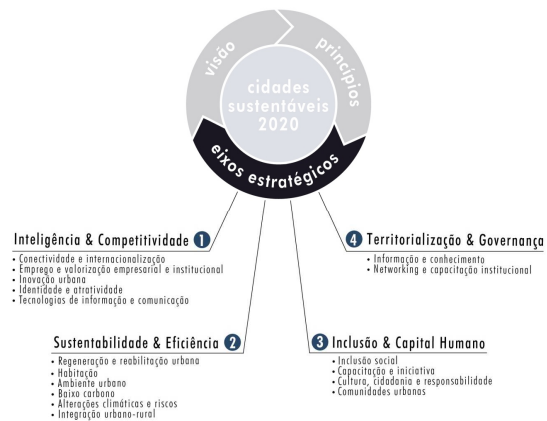 visão
princípios
cidades
sustentáveis
2020
eixos estratégicos
Inteligência & Competitividade 1
• Conectividade e internacionalização
• Emprego e valorização empresarial e institucional
• Inovação urbana
• Identidade e atratividade
• Tecnologias de informação e comunicação
Sustentabilidade & Eficiência 2
• Regeneração e reabilitação urbana
• Habitação
• Ambiente urbano
• Baixo carbono
• Alterações climáticas e riscos
• Integração urbano-rural
3 Inclusão & Capital Humano
• Inclusão social
• Capacitação e iniciativa
• Cultura, cidadania e responsabilidade
• Comunidades urbanas
4 Territorialização & Governança
• Informação e conhecimento
• Networking e capacitação institucional